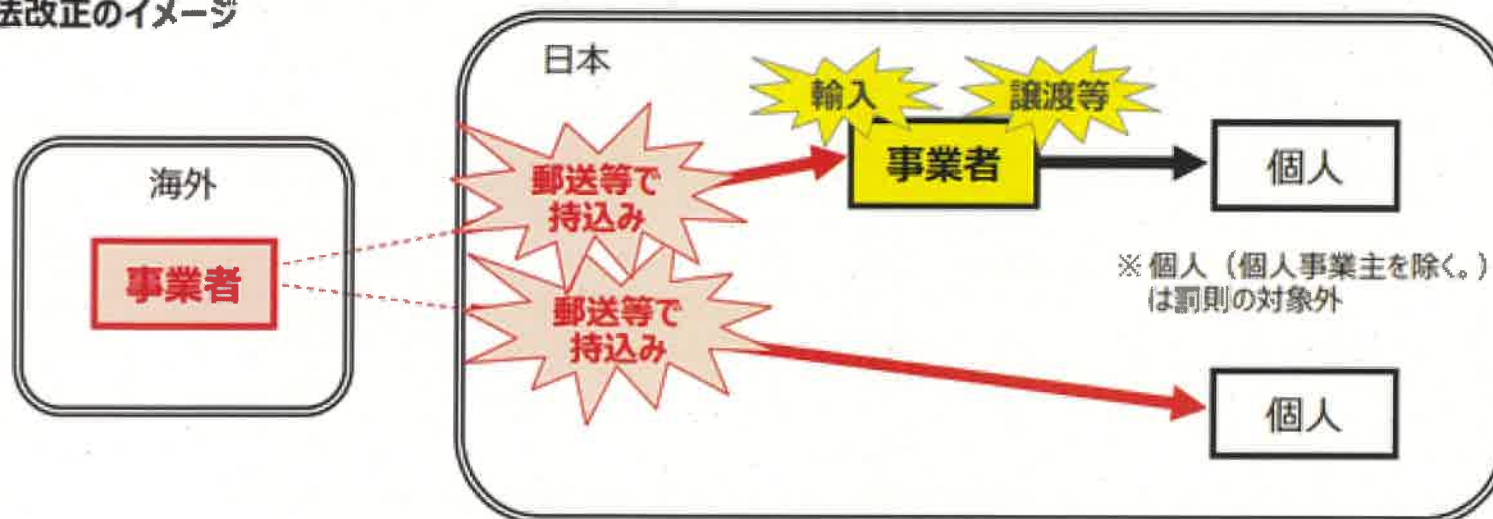 法改正のイメージ
日本
輸入
譲渡等
海外
郵送等で
持込み
事業者
個人
事業者
※個人（個人事業主を除く。）
は罰則の対象外
郵送等で
持込み
個人